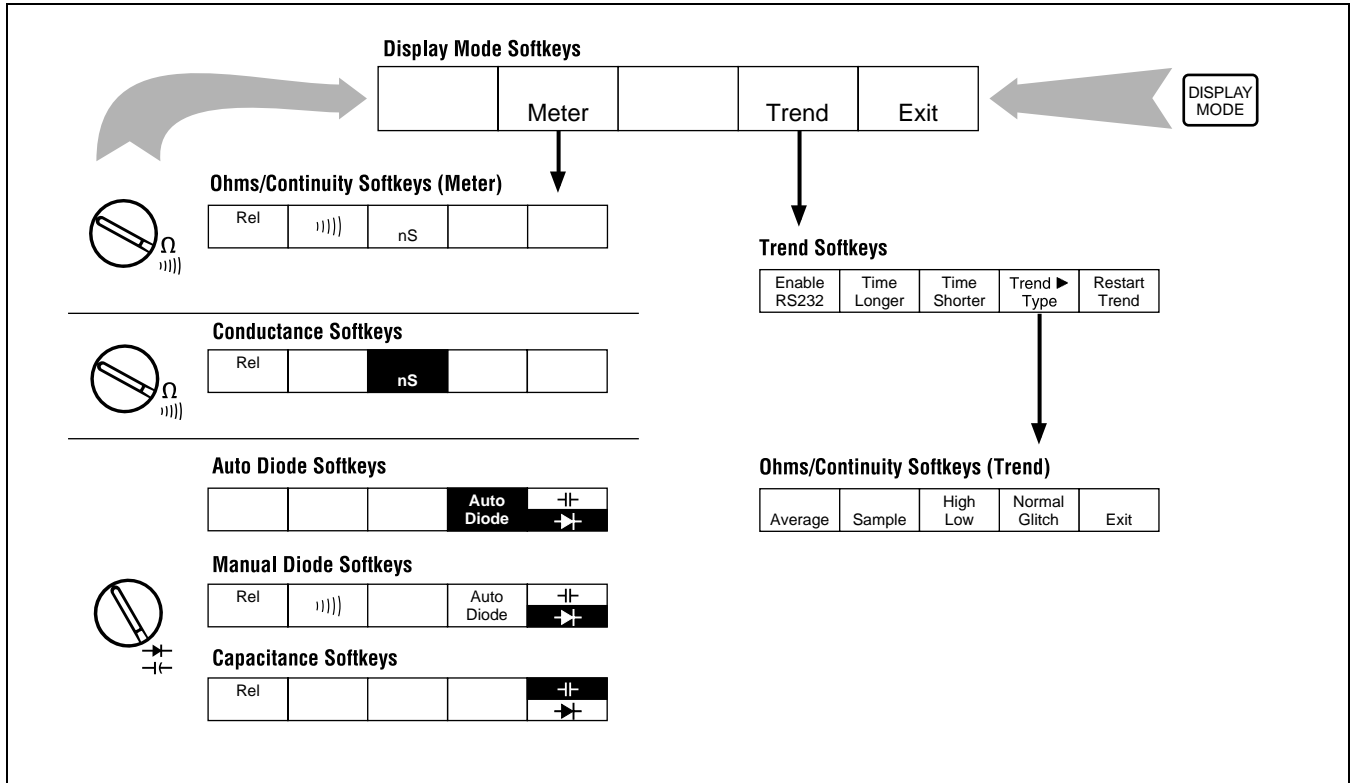 Display Mode Softkeys
Meter Trend Exit
DISPLAY
MODE
Ohms/Continuity Softkeys (Meter)
Rel nS
Ω
Conductance Softkeys
Rel nS
Ω
Auto Diode Softkeys
Auto
Diode
Manual Diode Softkeys
Rel Auto
Diode
Capacitance Softkeys
Rel
Trend Softkeys
Enable Time Time Trend ▶ Restart
RS232 Longer Shorter Type Trend
Ohms/Continuity Softkeys (Trend)
High Normal
Average Sample Low Glitch Exit